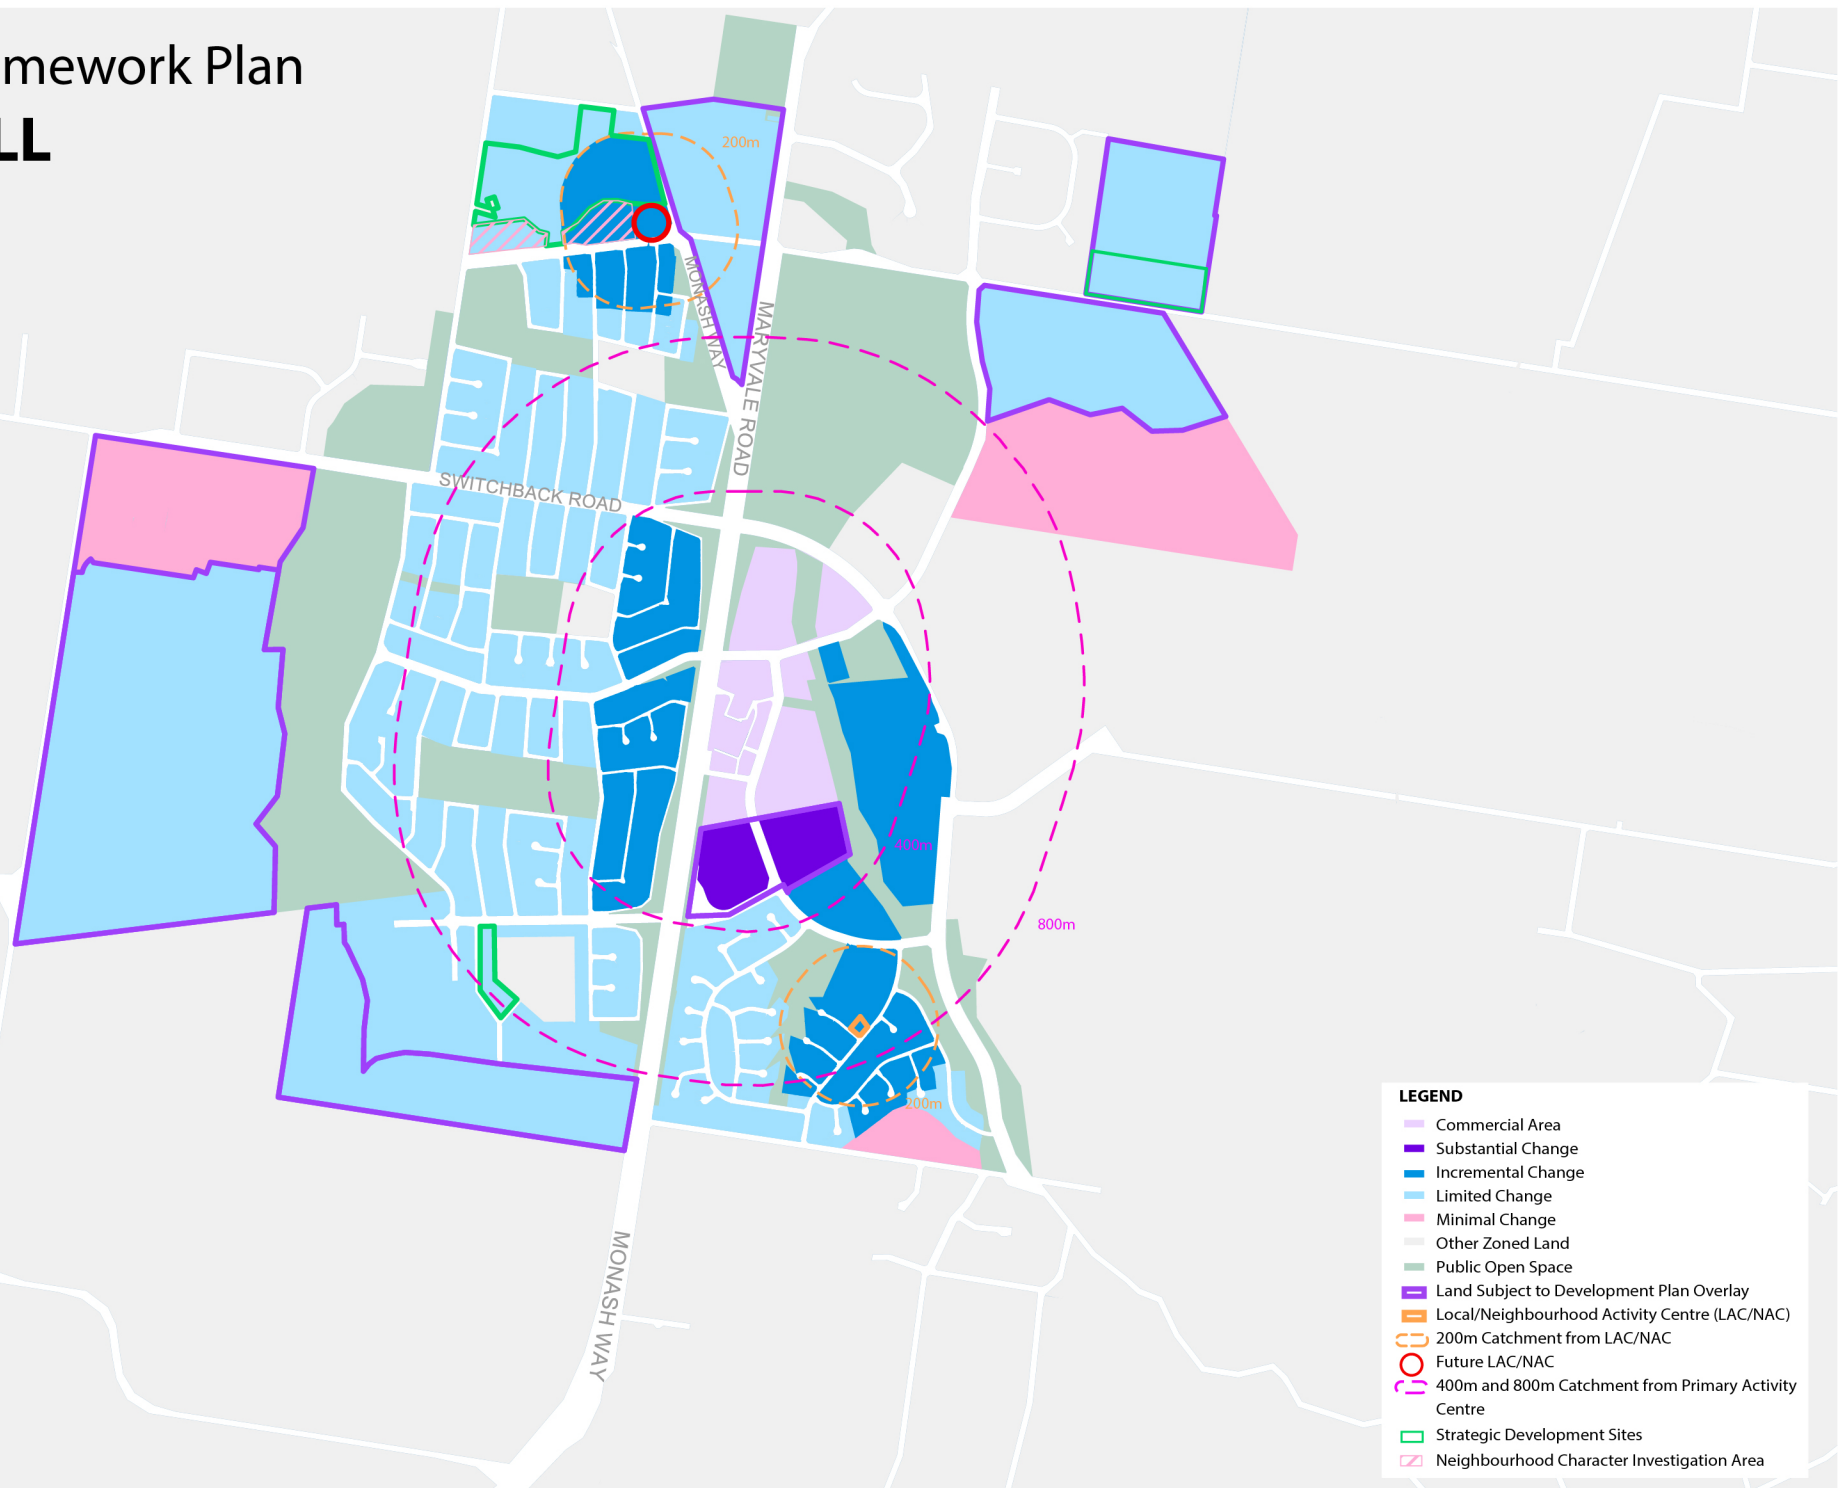 mework Plan
LL
200m
MONASH WAY
MARYVALE ROAD
SWITCHBACK ROAD
400m
800m
200m
MONASH WAY
LEGEND
Commercial Area
Substantial Change
Incremental Change
Limited Change
Minimal Change
Other Zoned Land
Public Open Space
Land Subject to Development Plan Overlay
Local/Neighbourhood Activity Centre (LAC/NAC)
200m Catchment from LAC/NAC
Future LAC/NAC
400m and 800m Catchment from Primary Activity
Centre
Strategic Development Sites
Neighbourhood Character Investigation Area